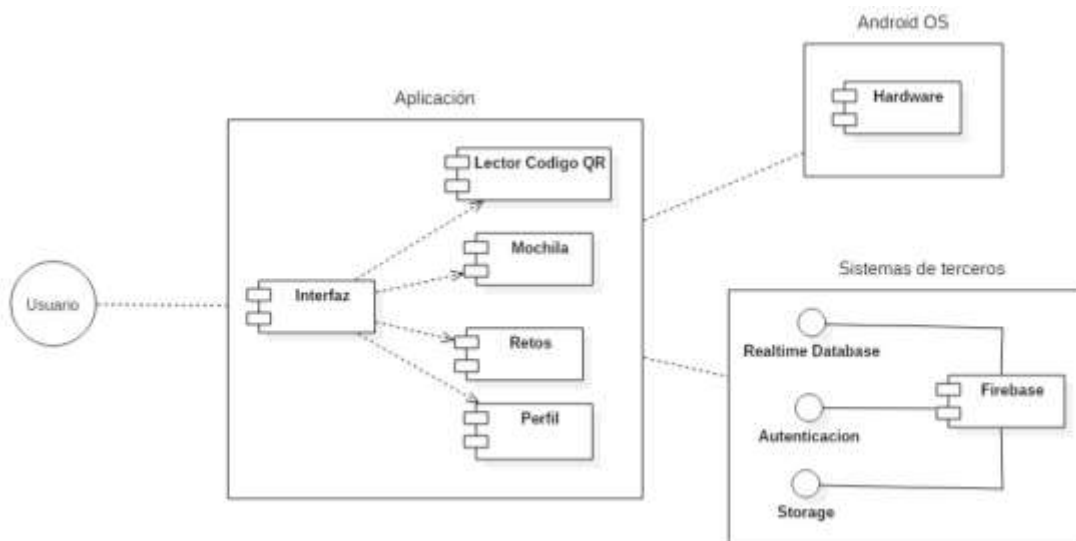 Android OS
Hardware
Aplicación
Lector Codigo QR
Mochila
Interfaz
Retos
Perfil
Usuario
Sistemas de terceros
Realtime Database
Firebase
Autenticacion
Storage